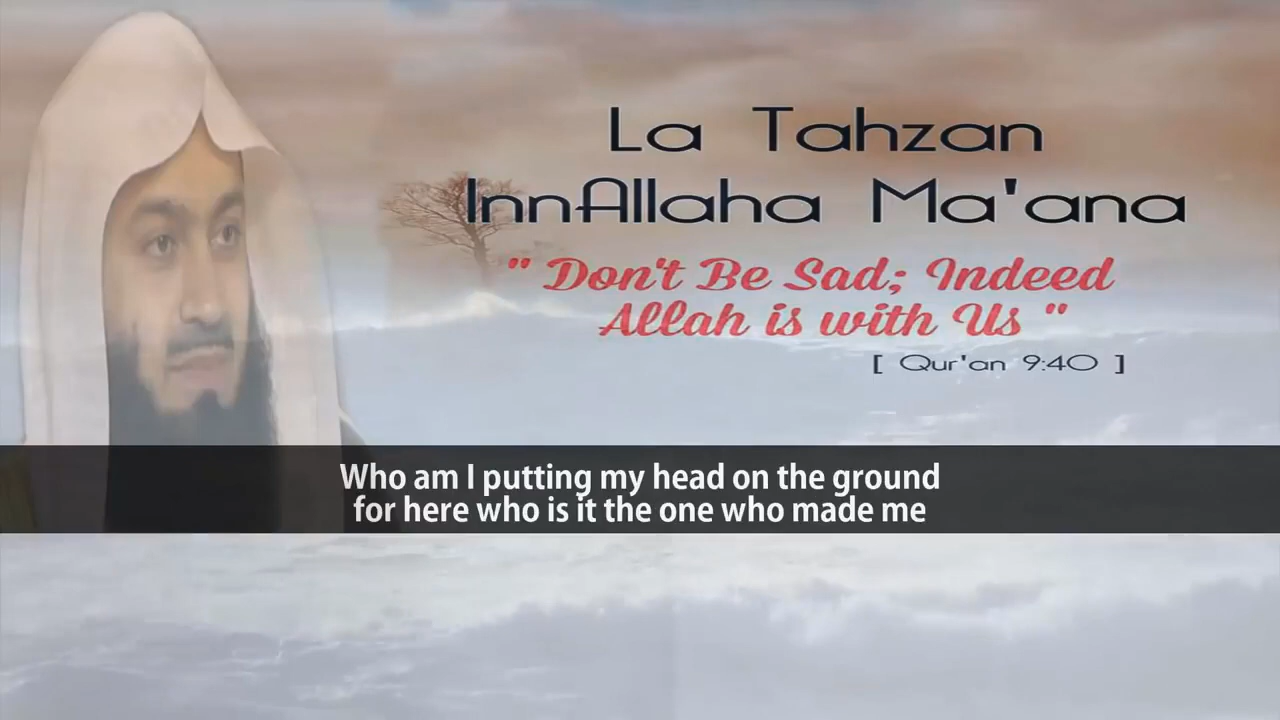 La Tahzan
InnAllaha Ma'ana
" Don't Be Sad; Indeed
Allah is with Us "
[ Qur'an 9:40 ]
Who am I putting my head on the ground
for here who is it the one who made me